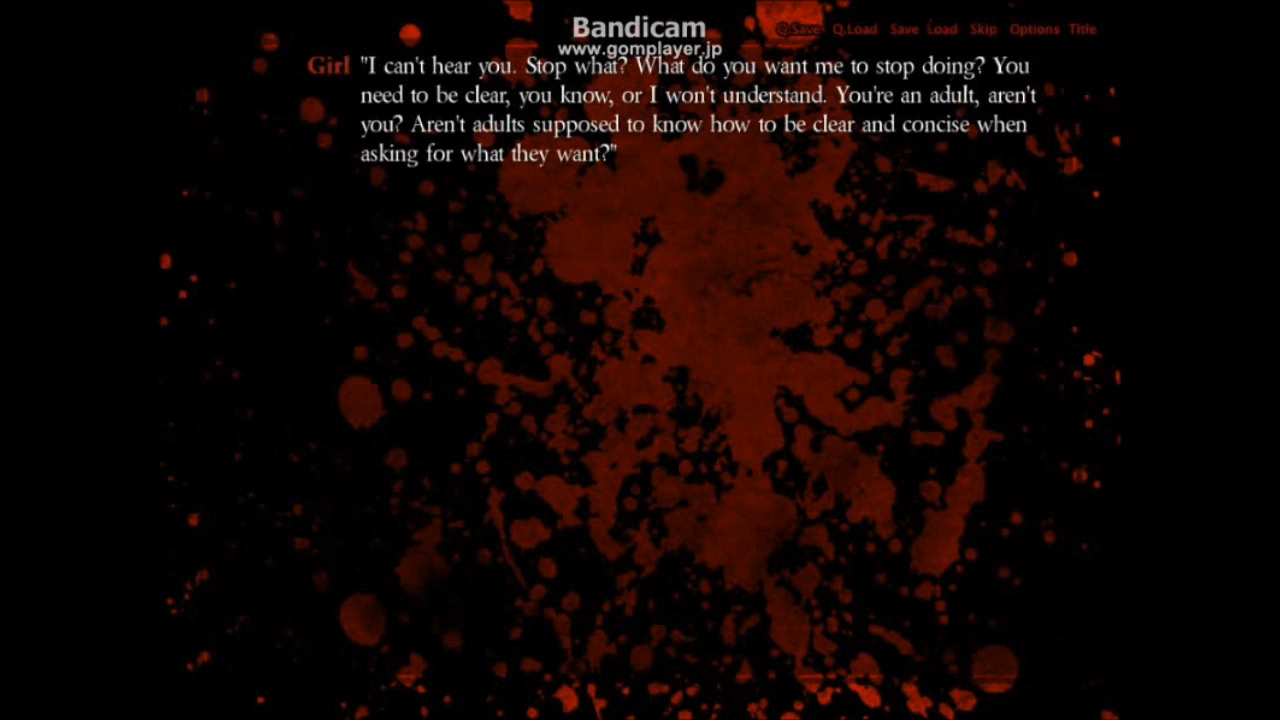 Bandicam
www.gomplayer.jp
Q.Save Q.Load Save Load Skip Options Title
Girl "I can't hear you. Stop what? What do you want me to stop doing? You
need to be clear, you know, or I won't understand. You're an adult, aren't
you? Aren't adults supposed to know how to be clear and concise when
asking for what they want?"